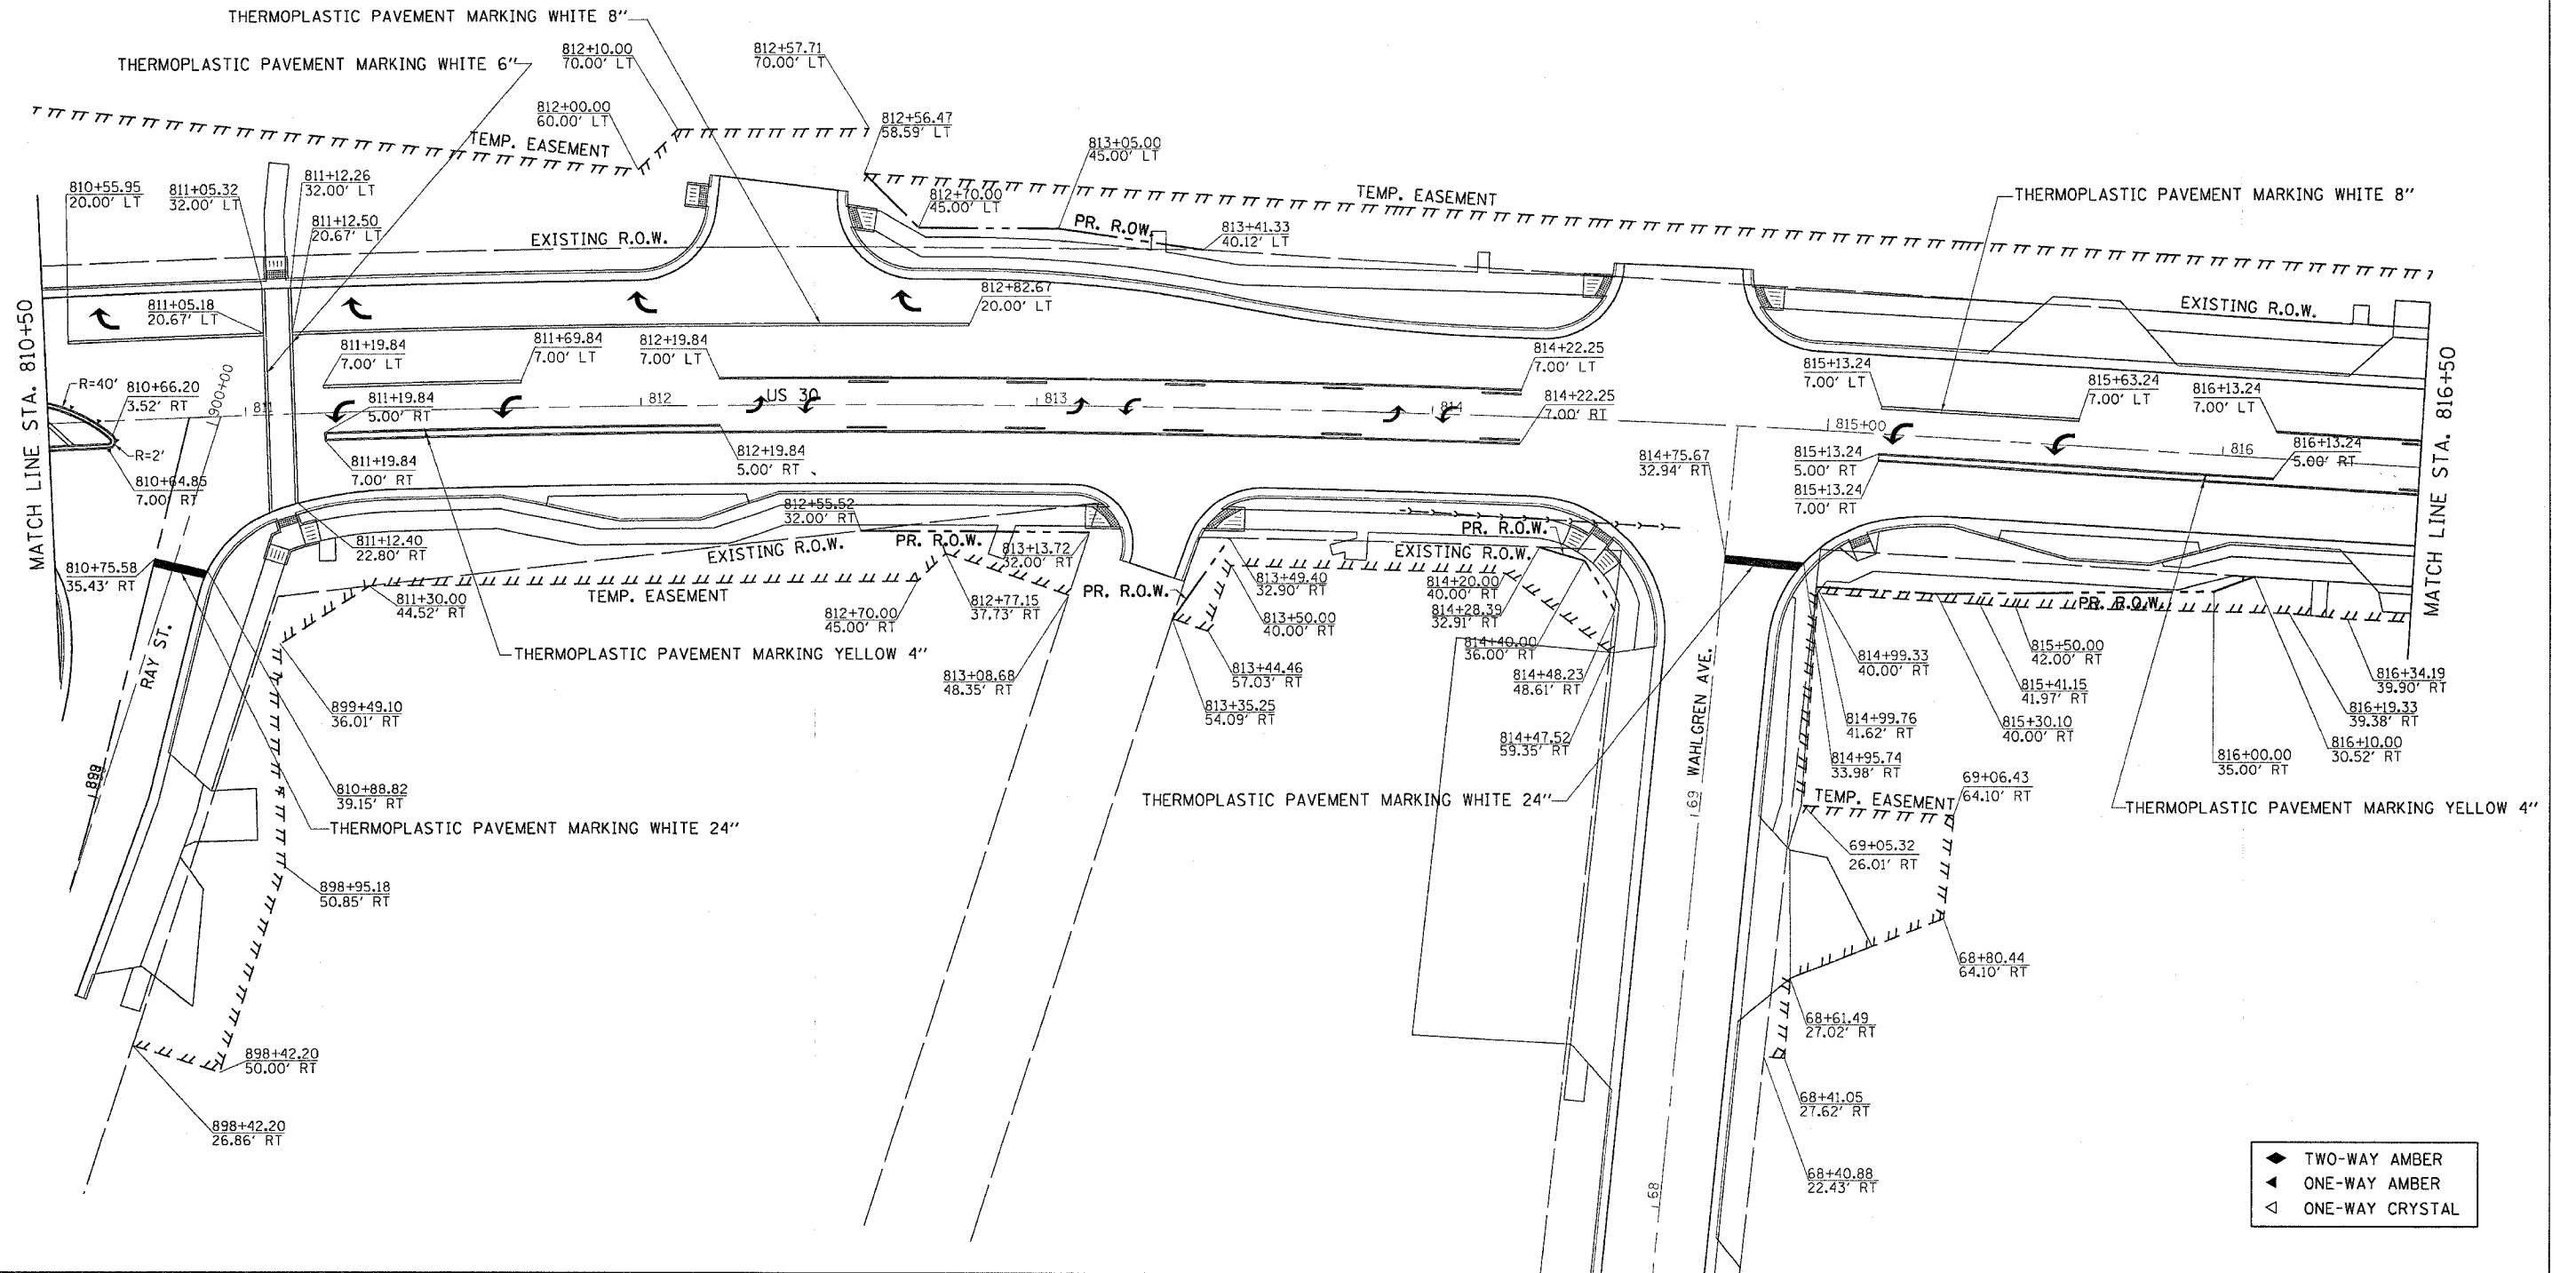 THERMOPLASTIC PAVEMENT MARKING WHITE 8"
THERMOPLASTIC PAVEMENT MARKING WHITE 6"
812+10.00
70.00' LT
812+57.71
70.00' LT
812+00.00
60.00' LT
TEMP. EASEMENT
812+56.47
58.59' LT
813+05.00
45.00' LT
810+55.95
20.00' LT
811+05.32
32.00' LT
811+12.26
32.00' LT
811+12.50
20.67' LT
EXISTING R.O.W.
812+70.00
45.00' LT
PR. R.O.W.
813+41.33
40.12' LT
TEMP. EASEMENT
THERMOPLASTIC PAVEMENT MARKING WHITE 8"
EXISTING R.O.W.
MATCH LINE STA. 810+50
811+05.18
20.67' LT
812+82.67
20.00' LT
811+19.84
7.00' LT
811+69.84
7.00' LT
812+19.84
7.00' LT
814+22.25
7.00' LT
815+13.24
7.00' LT
815+63.24
7.00' LT
816+13.24
7.00' LT
R=40'
810+66.20
3.52' RT
900+00
811
811+19.84
5.00' RT
812
US 30
813
814
814+22.25
7.00' RT
815+00
816
816+13.24
5.00' RT
MATCH LINE STA. 816+50
R=2'
810+64.85
7.00' RT
811+19.84
7.00' RT
812+19.84
5.00' RT
814+75.67
32.94' RT
815+13.24
5.00' RT
815+13.24
7.00' RT
812+55.52
32.00' RT
811+12.40
22.80' RT
EXISTING R.O.W.
PR. R.O.W.
813+13.72
32.00' RT
PR. R.O.W.
EXISTING R.O.W.
810+75.58
35.43' RT
811+30.00
44.52' RT
TEMP. EASEMENT
812+70.00
45.00' RT
812+77.15
37.73' RT
PR. R.O.W.
813+49.40
32.90' RT
813+50.00
40.00' RT
814+20.00
40.00' RT
814+28.39
32.91' RT
814+40.00
36.00' RT
PR. R.O.W.
RAY ST.
THERMOPLASTIC PAVEMENT MARKING YELLOW 4"
813+08.68
48.35' RT
813+44.46
57.03' RT
813+35.25
54.09' RT
814+48.23
48.61' RT
814+47.52
59.35' RT
WAHLGREN AVE.
814+99.33
40.00' RT
814+99.76
41.62' RT
814+95.74
33.98' RT
815+50.00
42.00' RT
815+41.15
41.97' RT
815+30.10
40.00' RT
816+34.19
39.90' RT
816+19.33
39.38' RT
816+10.00
30.52' RT
816+00.00
35.00' RT
899+49.10
36.01' RT
899
810+88.82
39.15' RT
THERMOPLASTIC PAVEMENT MARKING WHITE 24"
THERMOPLASTIC PAVEMENT MARKING WHITE 24"
69
TEMP. EASEMENT
69+06.43
64.10' RT
THERMOPLASTIC PAVEMENT MARKING YELLOW 4"
69+05.32
26.01' RT
898+95.18
50.85' RT
68+80.44
64.10' RT
68+61.49
27.02' RT
898+42.20
50.00' RT
68+41.05
27.62' RT
898+42.20
26.86' RT
68+40.88
22.43' RT
68
TWO-WAY AMBER
ONE-WAY AMBER
ONE-WAY CRYSTAL